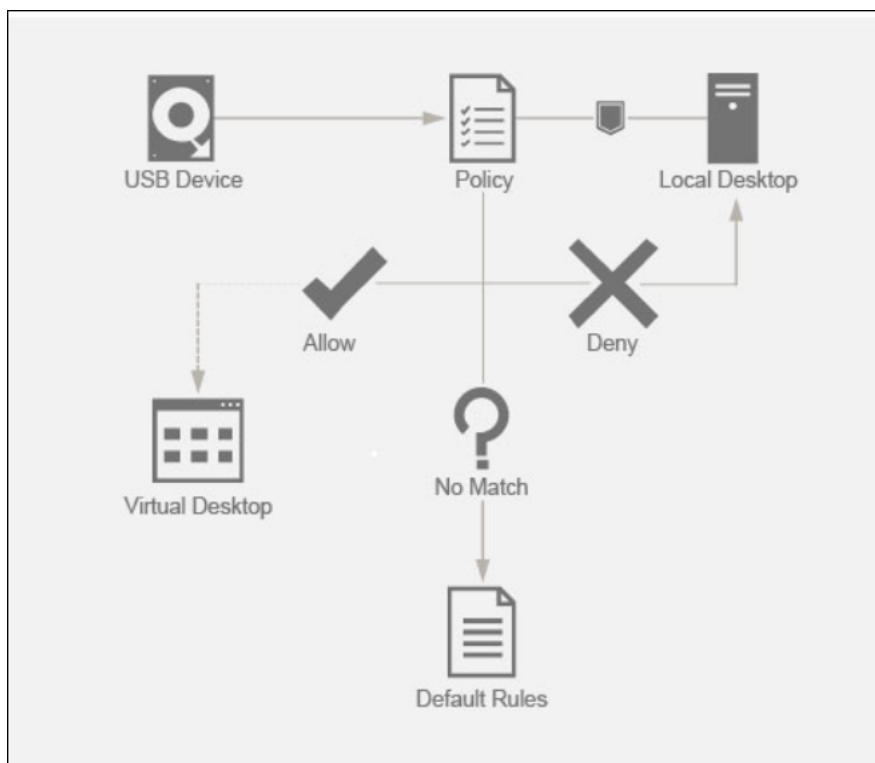 USB Device
Policy
Local Desktop
Allow
Deny
No Match
Virtual Desktop
Default Rules